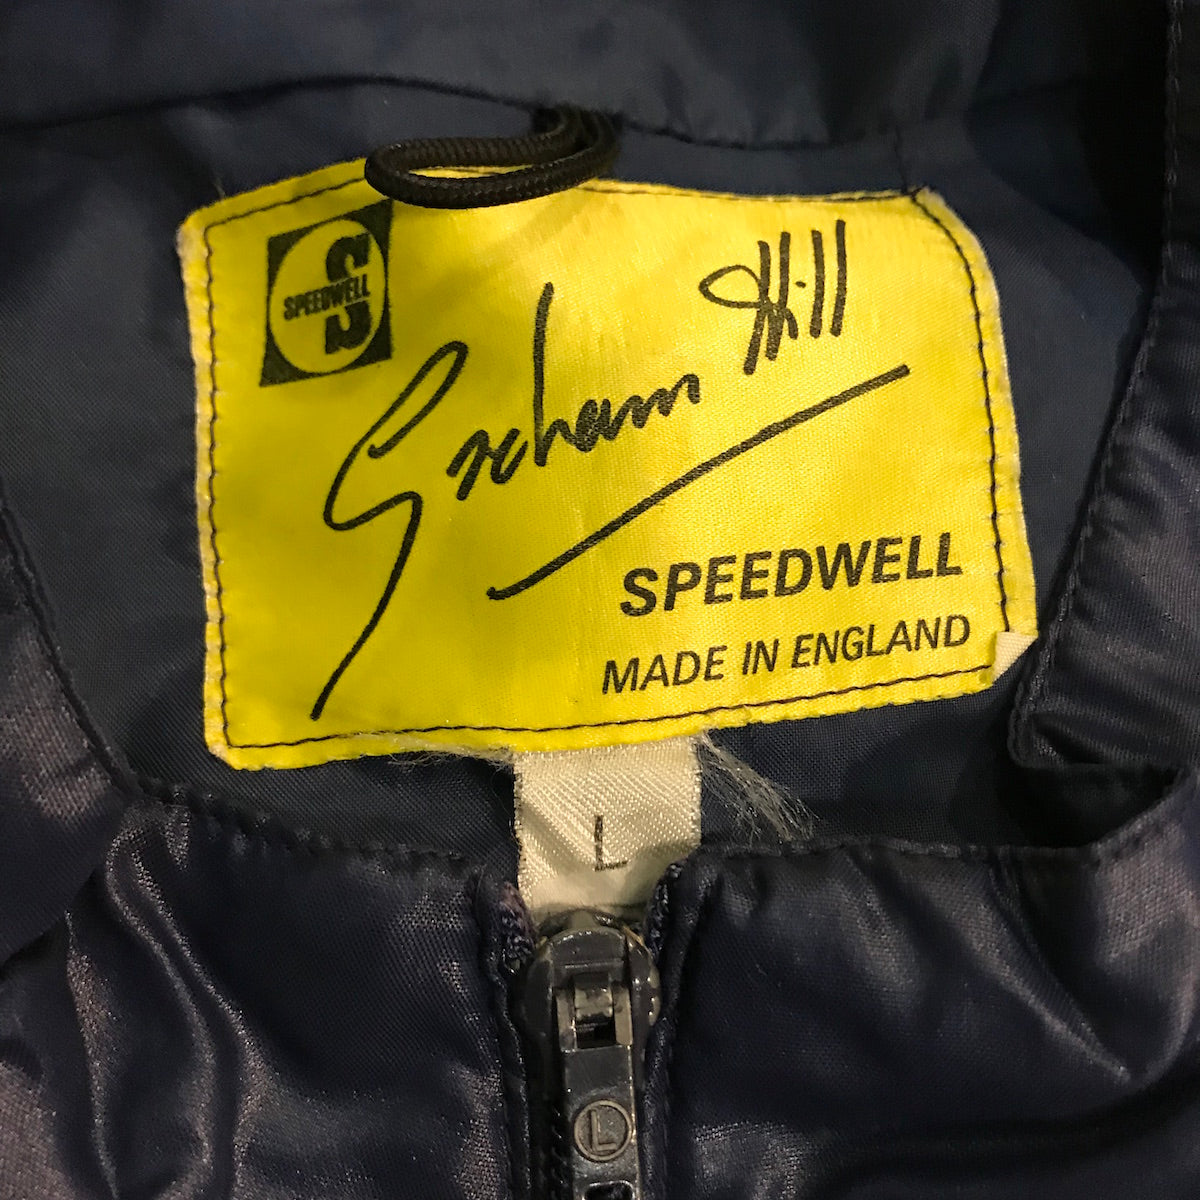 S
SPEEDWELL
Graham Hill
SPEEDWELL
MADE IN ENGLAND
L
L